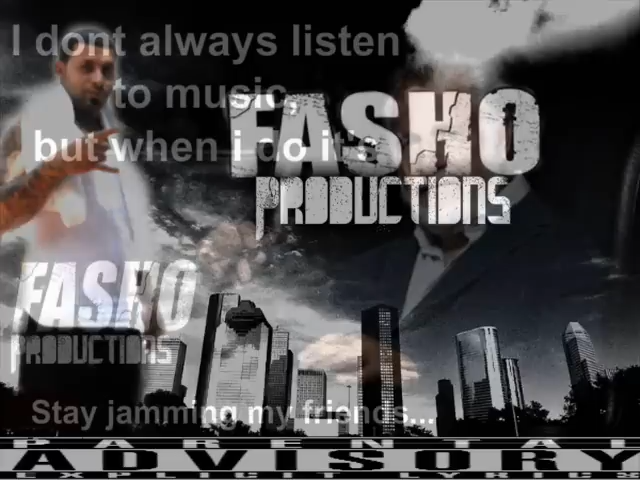 I dont always listen
to music,
but when i do it's
FASHO
PRODUCTIONS
FASHO
PRODUCTIONS
Stay jamming my friends...
PARENTAL
ADVISORY
EXPLICIT LYRICS